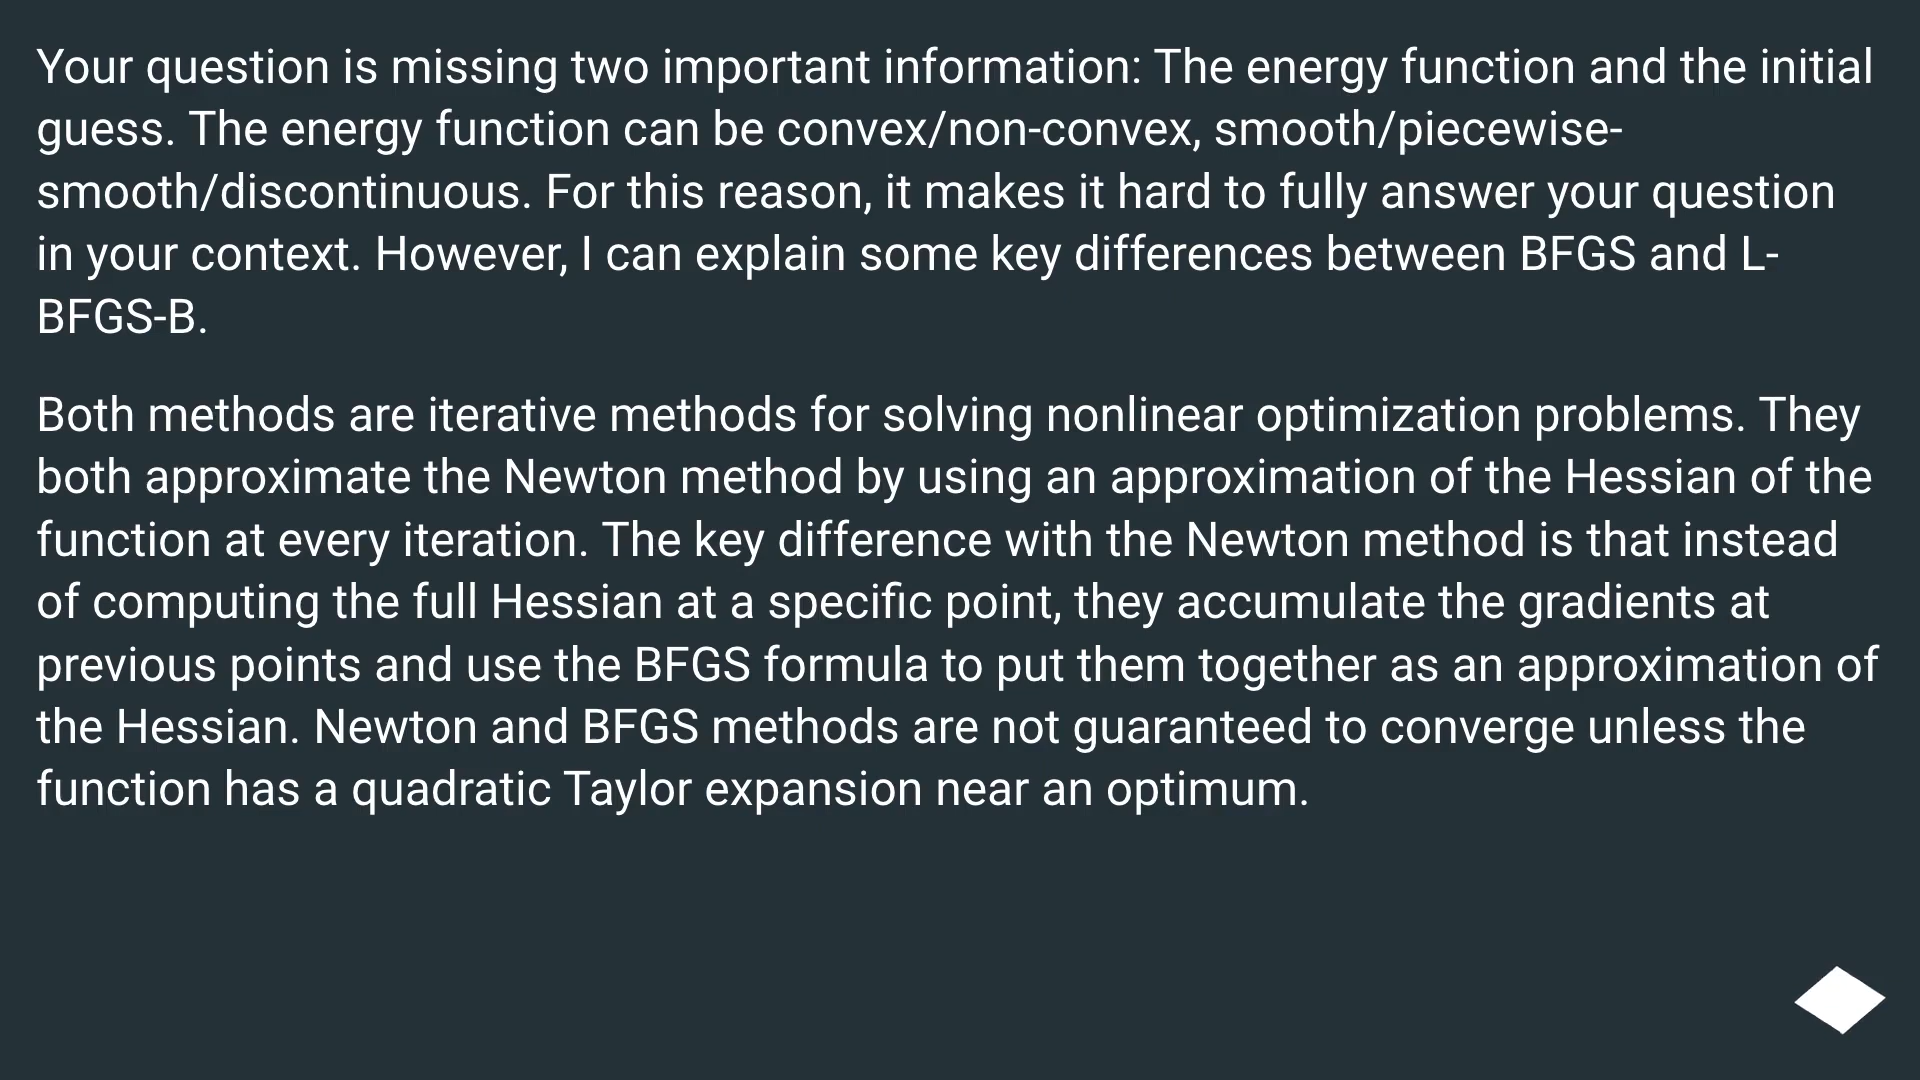 Your question is missing two important information: The energy function and the initial
guess. The energy function can be convex/non-convex, smooth/piecewise-
smooth/discontinuous. For this reason, it makes it hard to fully answer your question
in your context. However, I can explain some key differences between BFGS and L-
BFGS-B.
Both methods are iterative methods for solving nonlinear optimization problems. They
both approximate the Newton method by using an approximation of the Hessian of the
function at every iteration. The key difference with the Newton method is that instead
of computing the full Hessian at a specific point, they accumulate the gradients at
previous points and use the BFGS formula to put them together as an approximation of
the Hessian. Newton and BFGS methods are not guaranteed to converge unless the
function has a quadratic Taylor expansion near an optimum.